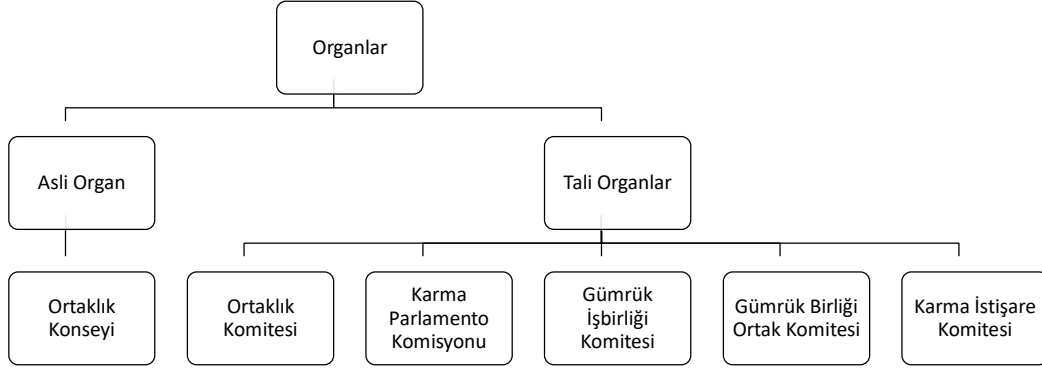 Organlar
Asli Organ
Tali Organlar
Ortaklık
Konseyi
Ortaklık
Komitesi
Karma
Parlamento
Komisyonu
Gümrük
İşbirliği
Komitesi
Gümrük Birliği
Ortak Komitesi
Karma İstişare
Komitesi